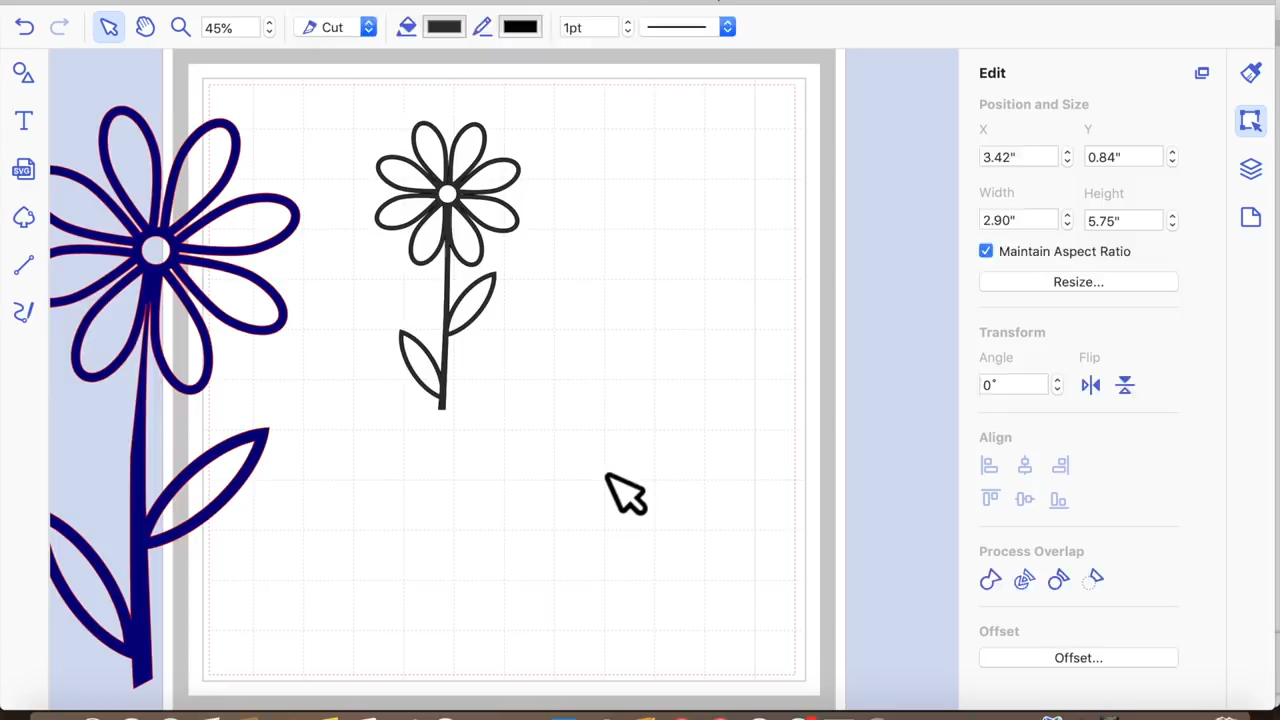 45%
Cut
1pt
T
SVG
Edit
Position and Size
X
Y
3.42"
0.84"
Width
Height
2.90"
5.75"
Maintain Aspect Ratio
Resize...
Transform
Angle
Flip
0°
Align
Process Overlap
Offset
Offset...